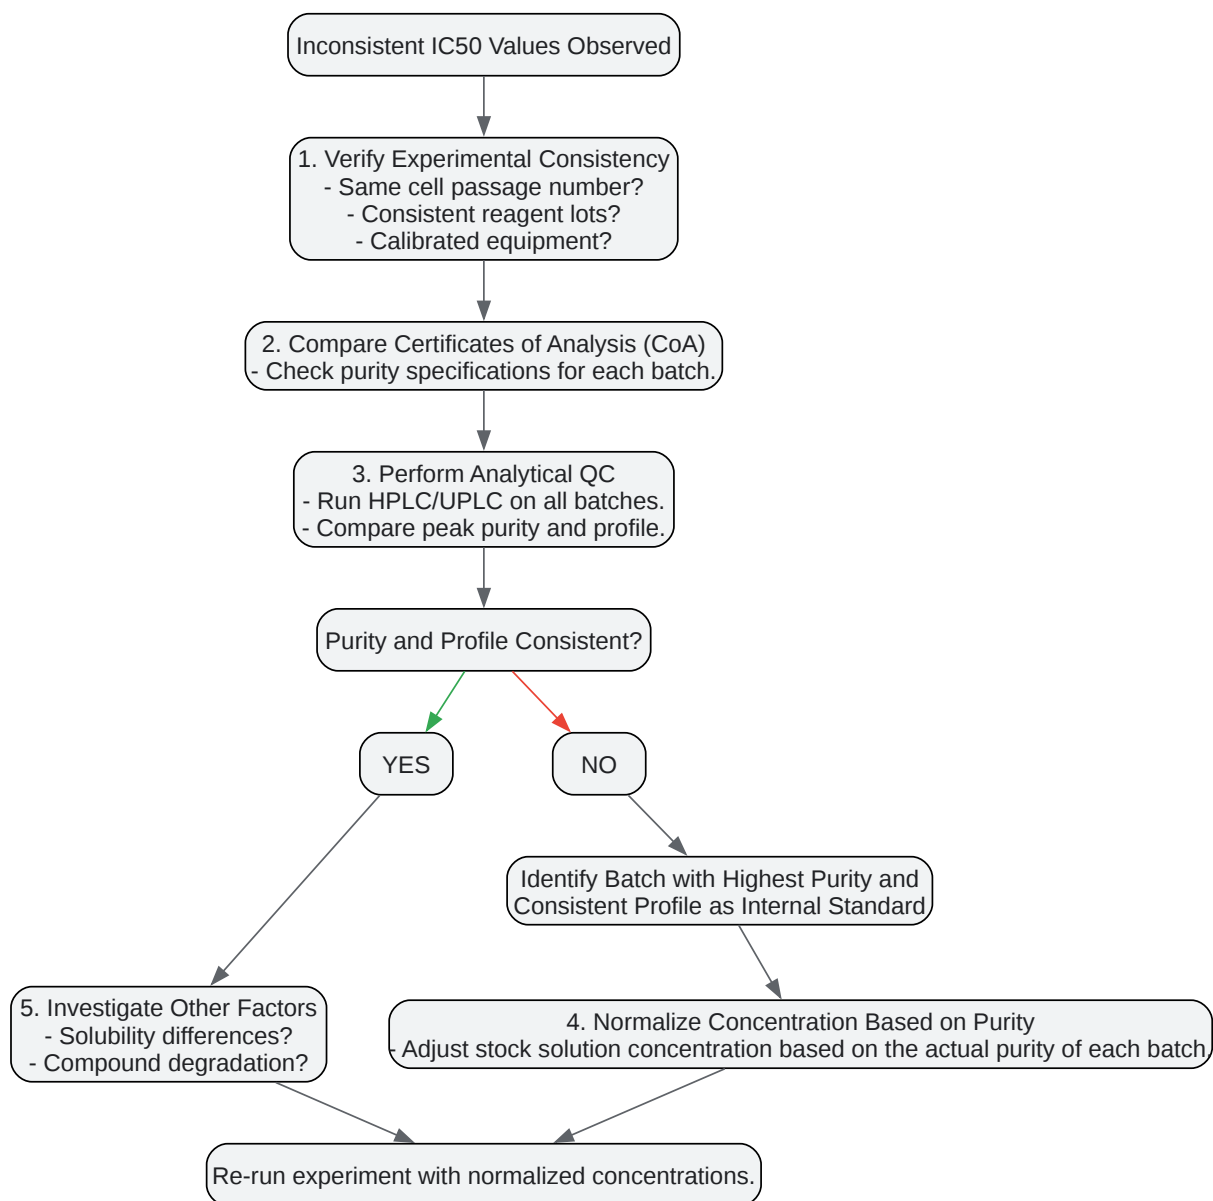 Inconsistent IC50 Values Observed
1. Verify Experimental Consistency
- Same cell passage number?
- Consistent reagent lots?
- Calibrated equipment?
2. Compare Certificates of Analysis (CoA)
- Check purity specifications for each batch.
3. Perform Analytical QC
- Run HPLC/UPLC on all batches.
- Compare peak purity and profile.
Purity and Profile Consistent?
YES
NO
Identify Batch with Highest Purity and
Consistent Profile as Internal Standard
5. Investigate Other Factors
- Solubility differences?
- Compound degradation?
4. Normalize Concentration Based on Purity
- Adjust stock solution concentration based on the actual purity of each batch.
Re-run experiment with normalized concentrations.